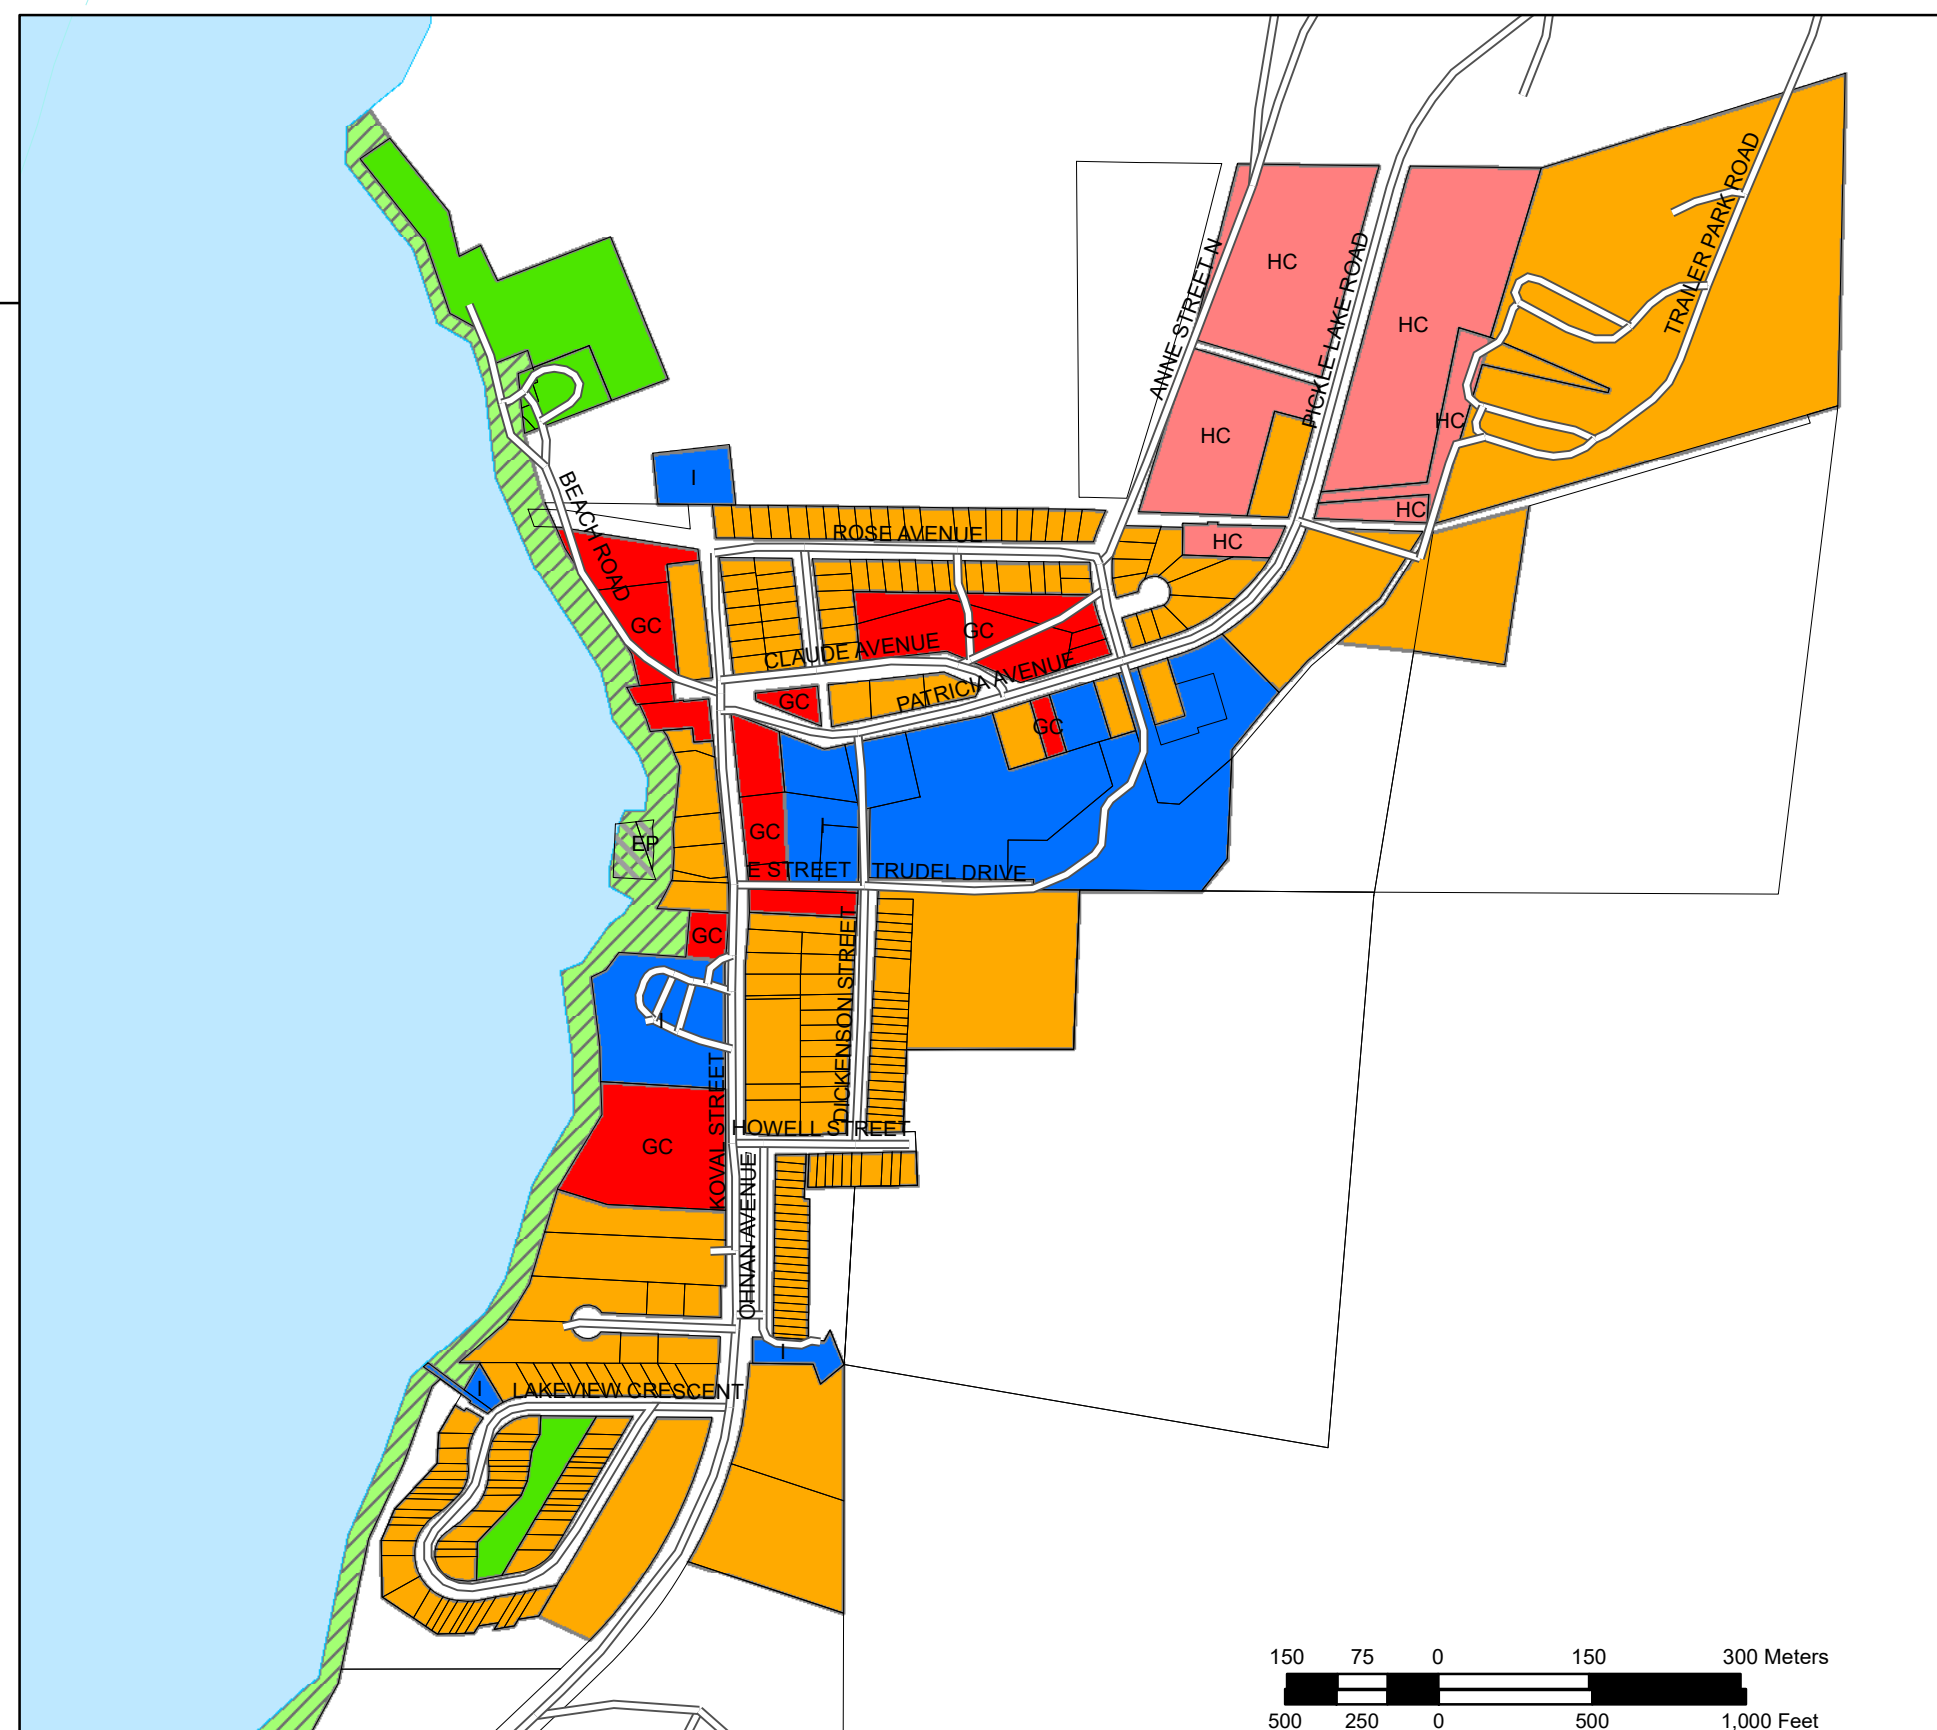 TRAILER PARK ROAD
ANNE STREET N
HC
PICKLE LAKE ROAD
HC
HC
HC
I
BEACH ROAD
HC
ROSE AVENUE
HC
GC
GC
CLAUDE AVENUE
PATRICIA AVENUE
GC
GC
GC
EP
E STREET
TRUDEL DRIVE
GC
DICKENSON STREET
I
KOVAL STREET
HOWELL STREET
GC
OHNAN AVENUE
I
I
LAKEVIEW CRESCENT
150 75 0 150 300 Meters
500 250 0 500 1,000 Feet